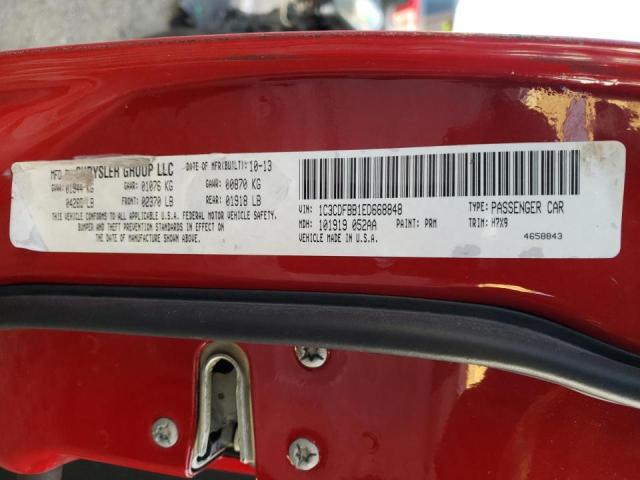 MFD BY CHRYSLER GROUP LLC DATE OF MFR(BUILT): 10-13
GVWR: 01944 KG GAWR: 01076 KG GAWR: 00870 KG
04285 LB FRONT: 02370 LB REAR: 01918 LB
THIS VEHICLE CONFORMS TO ALL APPLICABLE U.S.A. FEDERAL MOTOR VEHICLE SAFETY,
BUMPER AND THEFT PREVENTION STANDARDS IN EFFECT ON
THE DATE OF MANUFACTURE SHOWN ABOVE.
VIN: 1C3CDFBB1ED668848 TYPE: PASSENGER CAR
MDH: 101919 052AA PAINT: PRM TRIM: H7X9
VEHICLE MADE IN U.S.A. 4658843